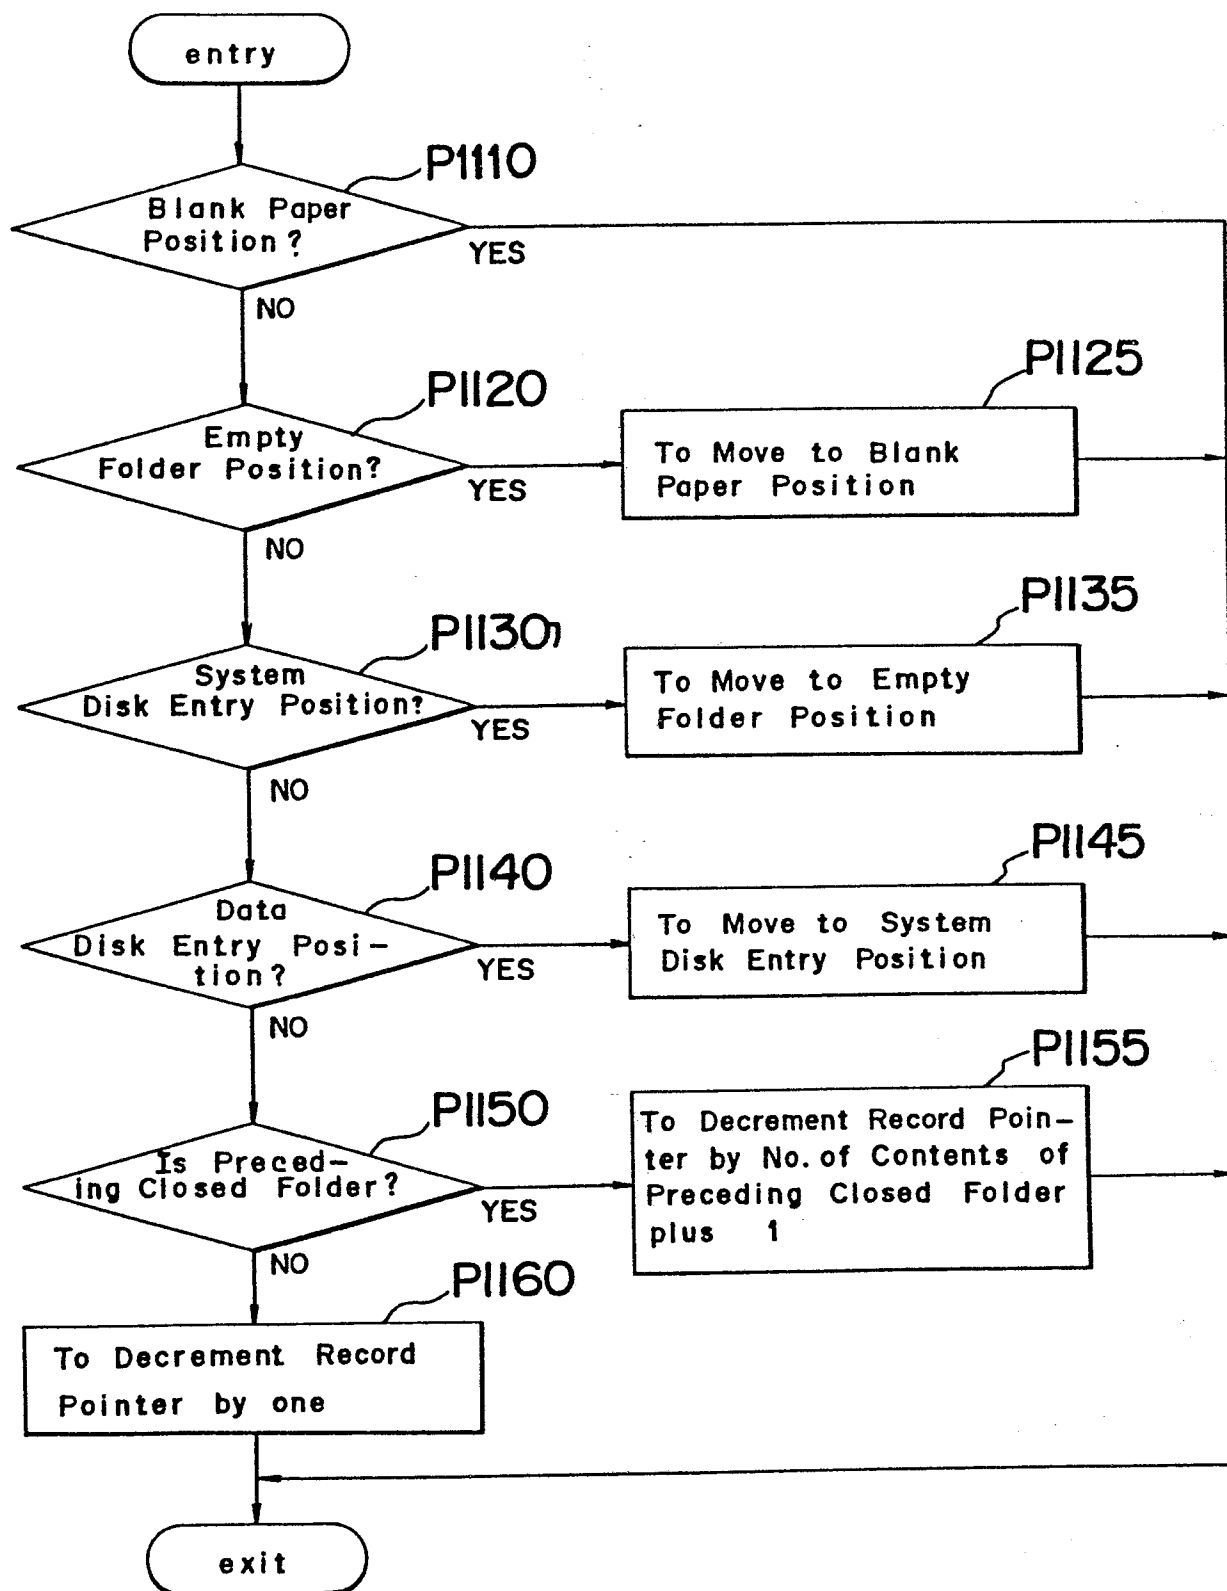 entry
P1110
Blank Paper
Position?
YES
NO
P1120
Empty
Folder Position?
YES
NO
P1125
To Move to Blank
Paper Position
P1130
System
Disk Entry Position?
YES
NO
P1135
To Move to Empty
Folder Position
P1140
Data
Disk Entry Posi-
tion?
YES
NO
P1145
To Move to System
Disk Entry Position
P1150
Is Preced-
ing Closed Folder?
YES
NO
P1155
To Decrement Record Poin-
ter by No. of Contents of
Preceding Closed Folder
plus 1
P1160
To Decrement Record
Pointer by one
exit